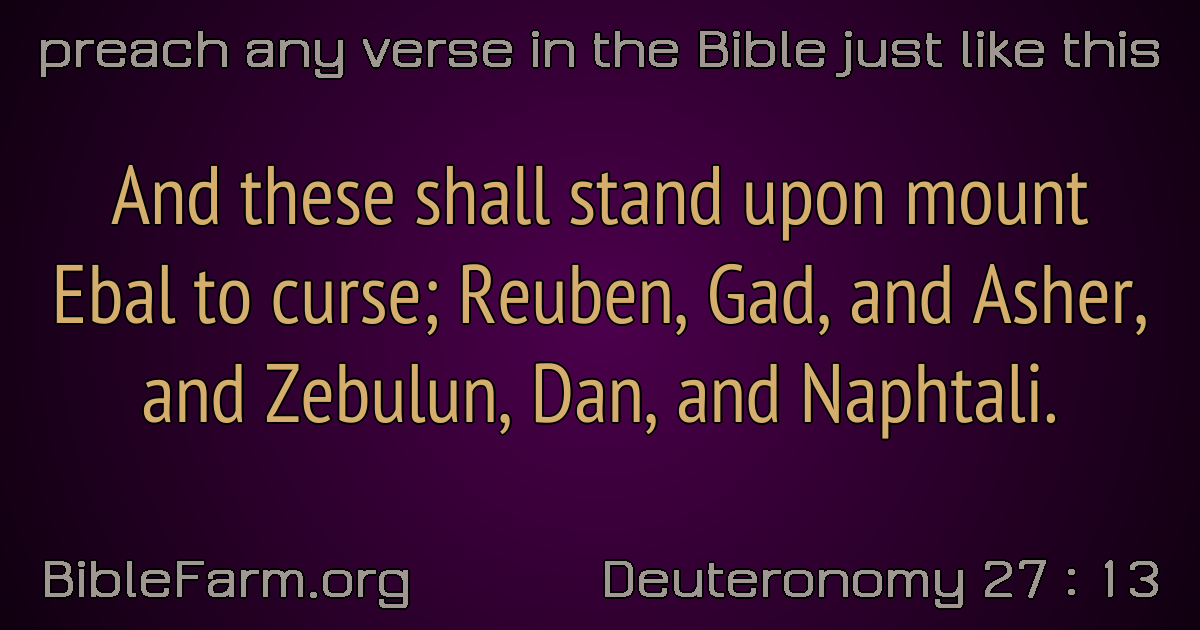 preach any verse in the Bible just like this
And these shall stand upon mount
Ebal to curse; Reuben, Gad, and Asher,
and Zebulun, Dan, and Naphtali.
BibleFarm.org
Deuteronomy 27 : 13